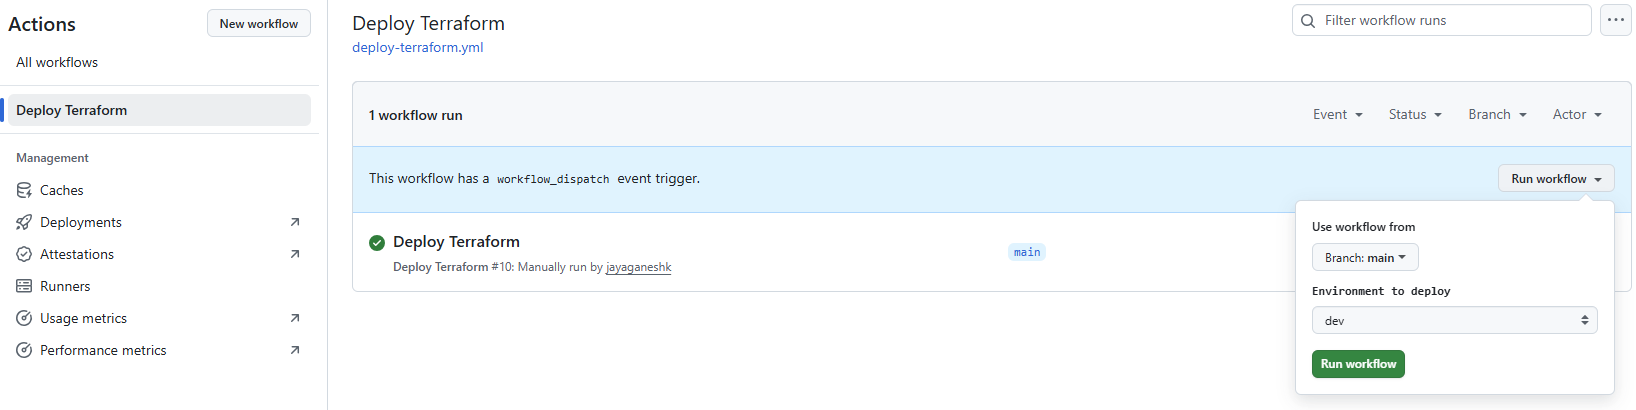 Actions
New workflow
All workflows
Deploy Terraform
Management
Caches
Deployments
Attestations
Runners
Usage metrics
Performance metrics
Deploy Terraform
deploy-terraform.yml
Filter workflow runs
1 workflow run
Event Status Branch Actor
This workflow has a workflow_dispatch event trigger.
Run workflow
Deploy Terraform
Deploy Terraform #10: Manually run by jayaganeshk
main
Use workflow from
Branch: main
Environment to deploy
dev
Run workflow